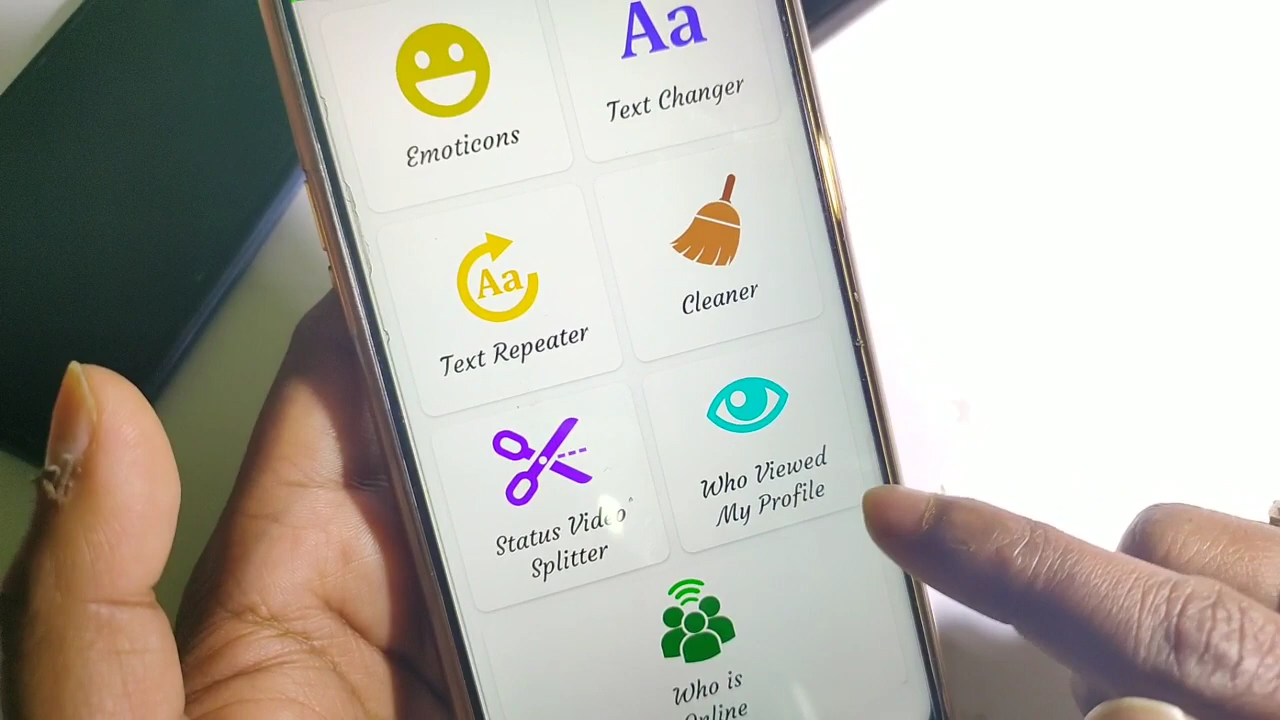 Aa
Text Changer
Emoticons
Aa
Text Repeater
Cleaner
Status Video
Splitter
Who Viewed
My Profile
Who is
Online